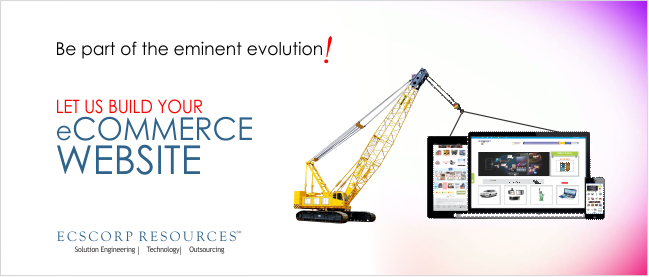 Be part of the eminent evolution!
LET US BUILD YOUR
eCOMMERCE
WEBSITE
ECSCORP RESOURCES™
Solution Engineering | Technology| Outsourcing